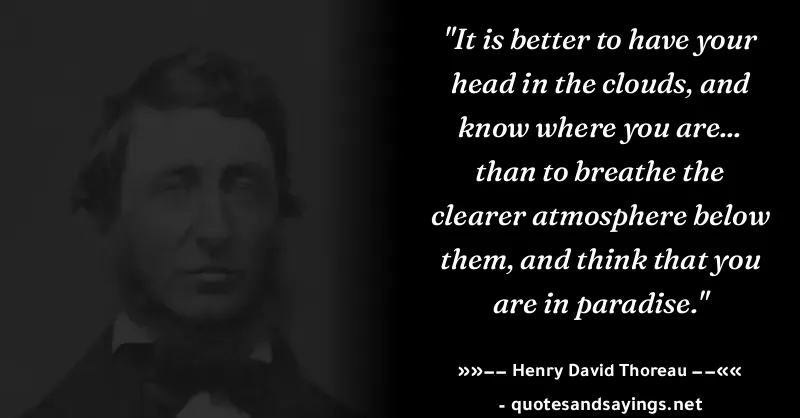 "It is better to have your
head in the clouds, and
know where you are...
than to breathe the
clearer atmosphere below
them, and think that you
are in paradise."
»»−− Henry David Thoreau −−««
- quotesandsayings.net